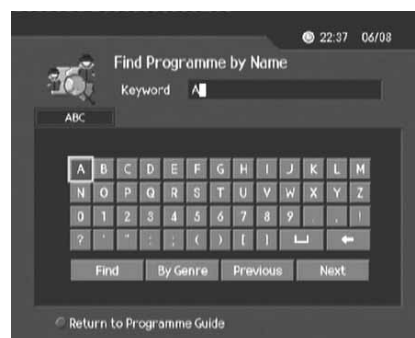 22:37 06/08
Find Programme by Name
Keyword A
ABC
A B C D E F G H I J K L M
N O P Q R S T U V W X Y Z
0 1 2 3 4 5 6 7 8 9 . , !
? ' " : ; ( ) [ ] ␣ ←
Find By Genre Previous Next
Return to Programme Guide